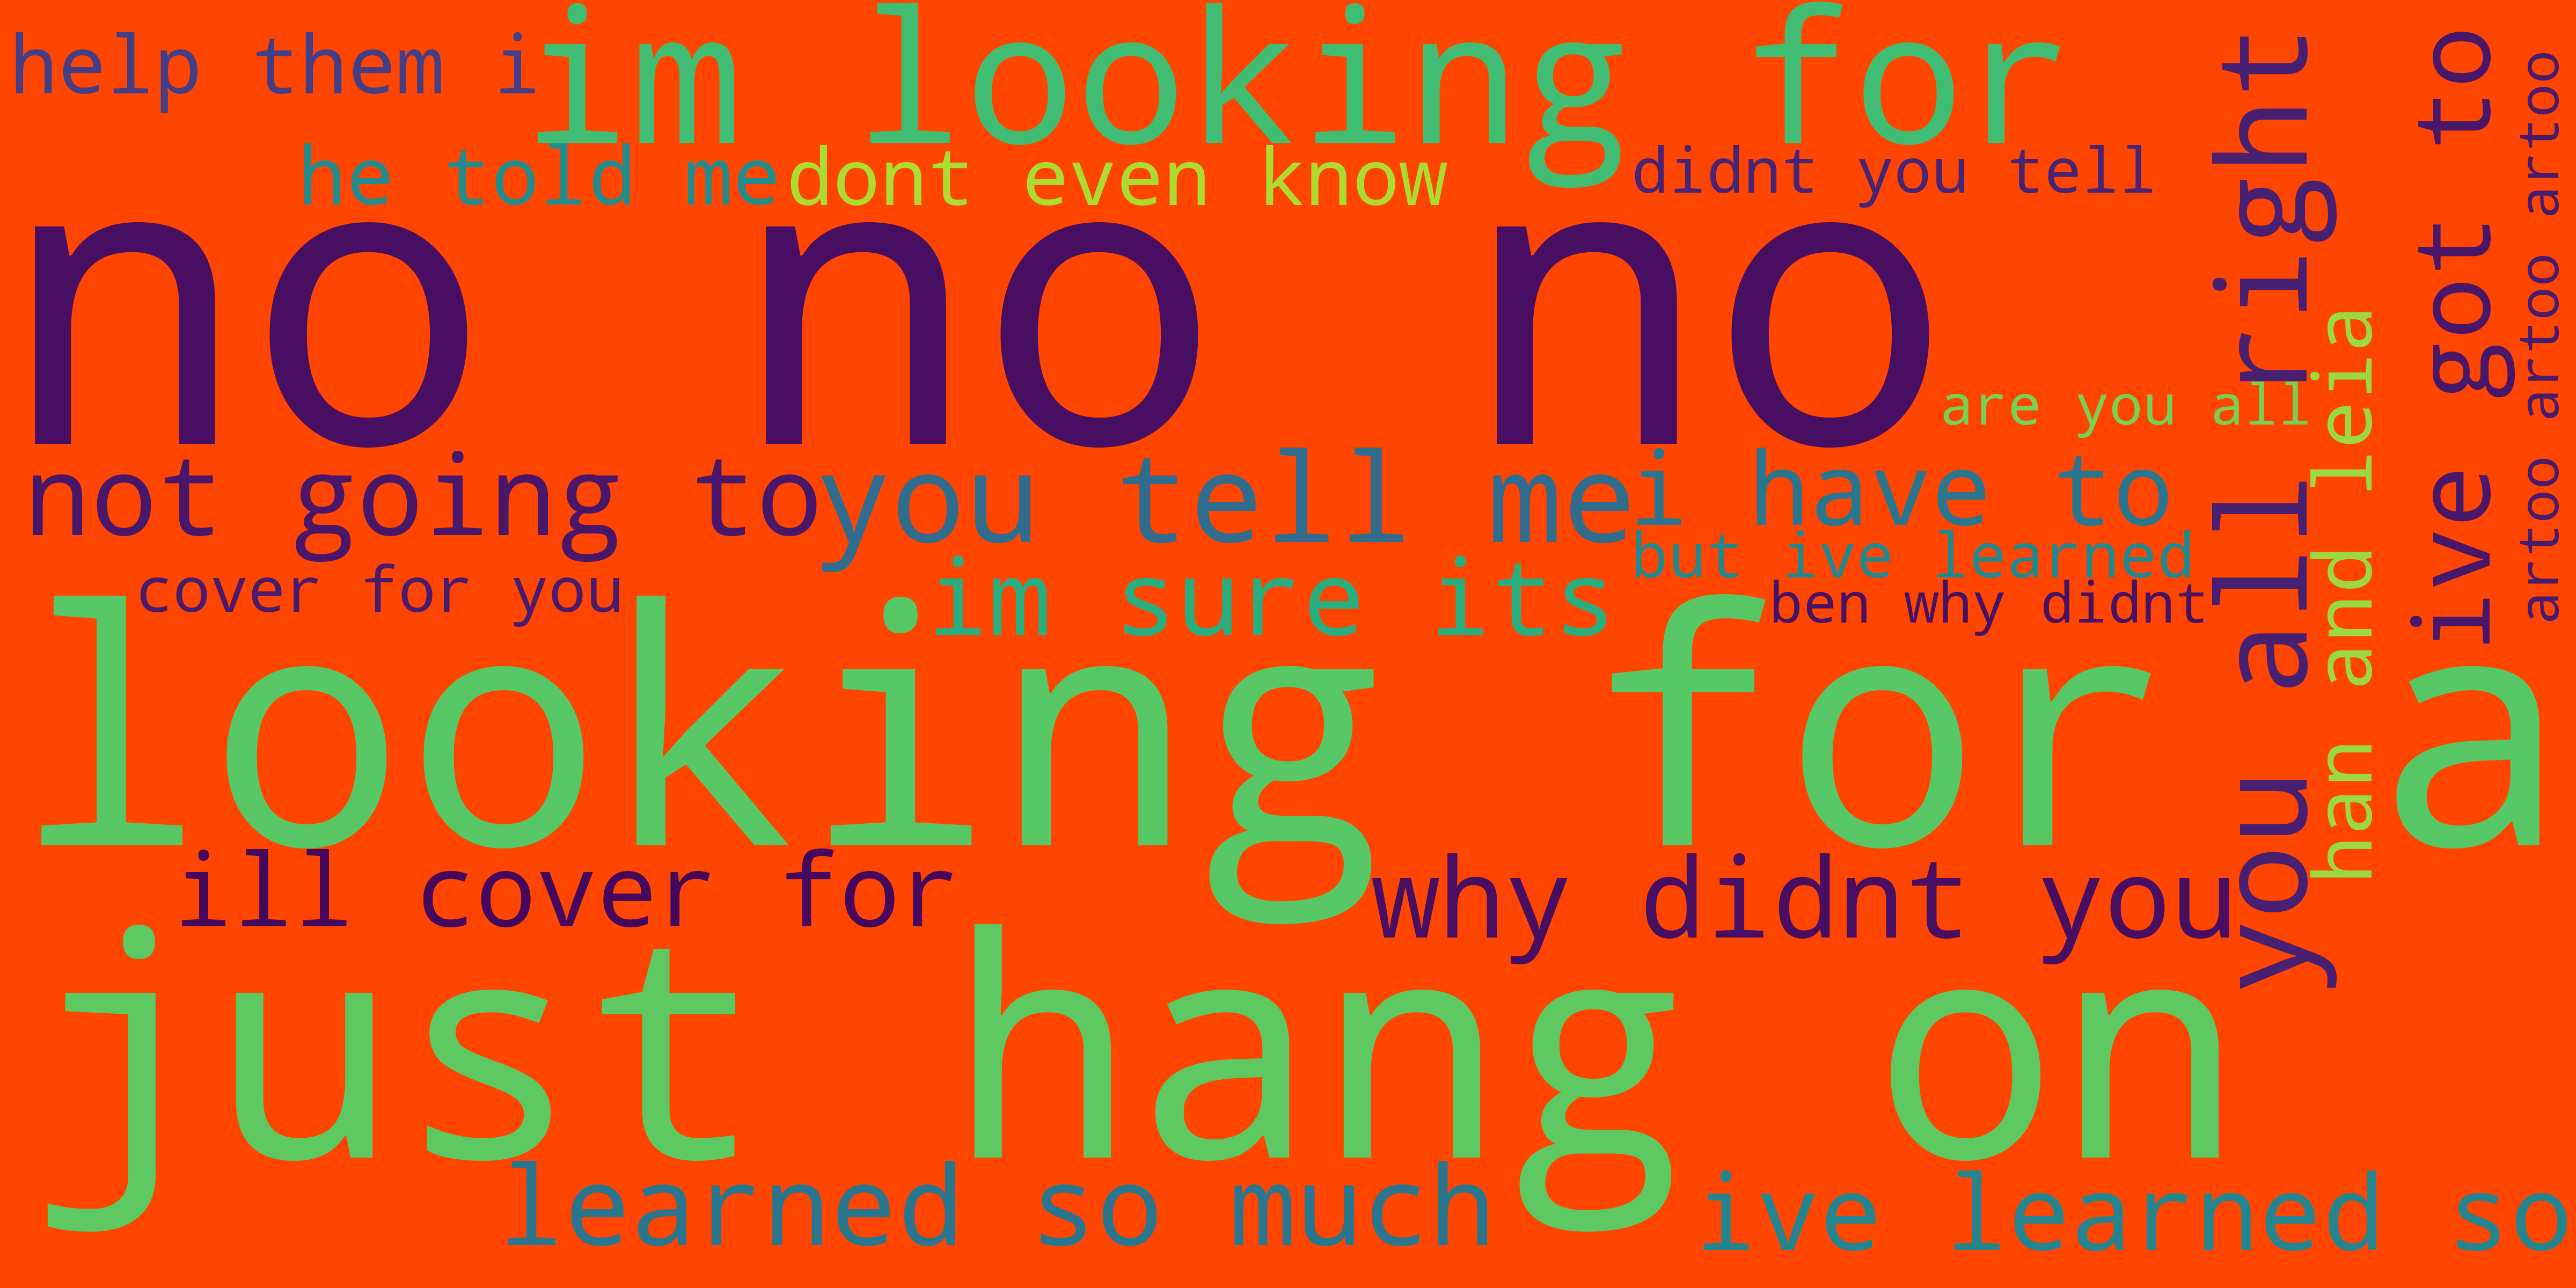 help them i
im looking for
he told me
dont even know
didnt you tell
no no no
are you all
not going to
you tell me
i have to
but ive learned
cover for you
im sure its
ben why didnt
looking for a
ill cover for
why didnt you
just hang on
learned so much
ive learned so
you all right
han and leia
ive got to
artoo artoo artoo